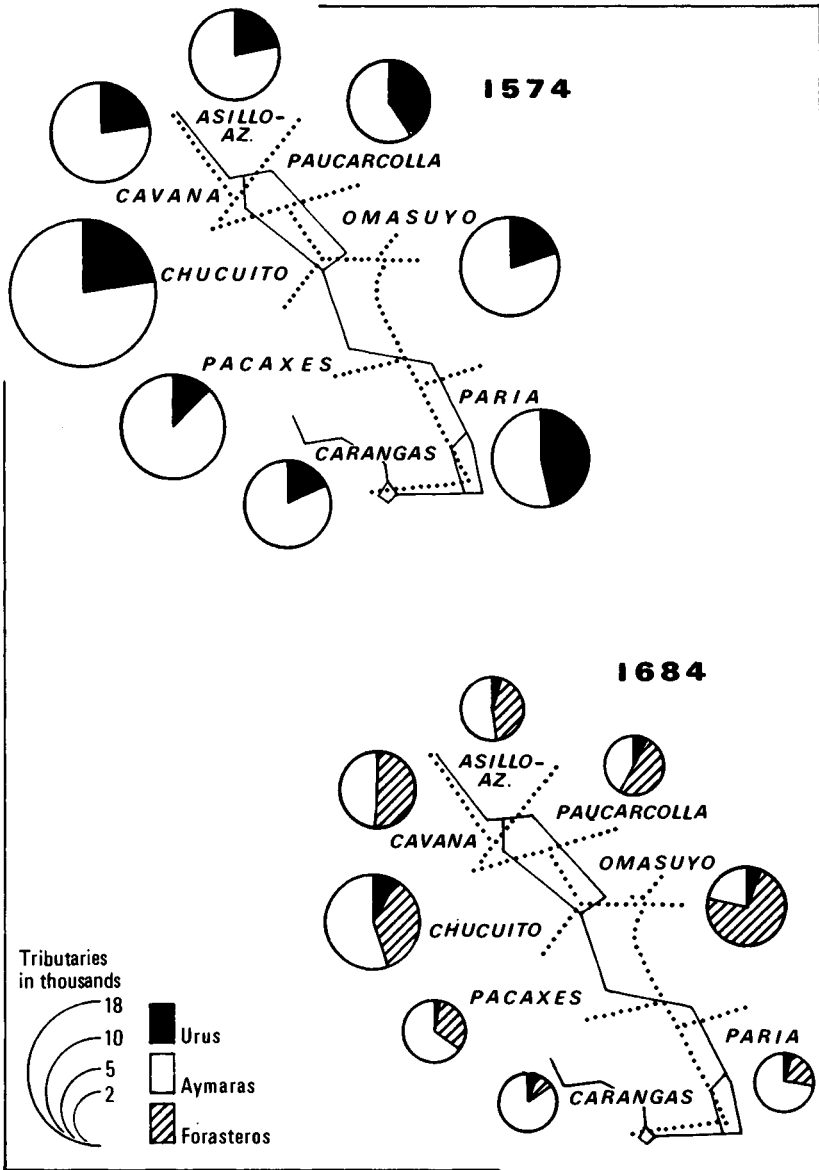 1574
ASILLO-
AZ.
PAUCARCOLLA
CAVANA
OMASUYO
CHUCUITO
PACAXES
PARIA
CARANGAS
1684
ASILLO-
AZ.
PAUCARCOLLA
CAVANA
OMASUYO
CHUCUITO
PACAXES
PARIA
CARANGAS
Tributaries
in thousands
18
10
5
2
Urus
Aymaras
Forasteros